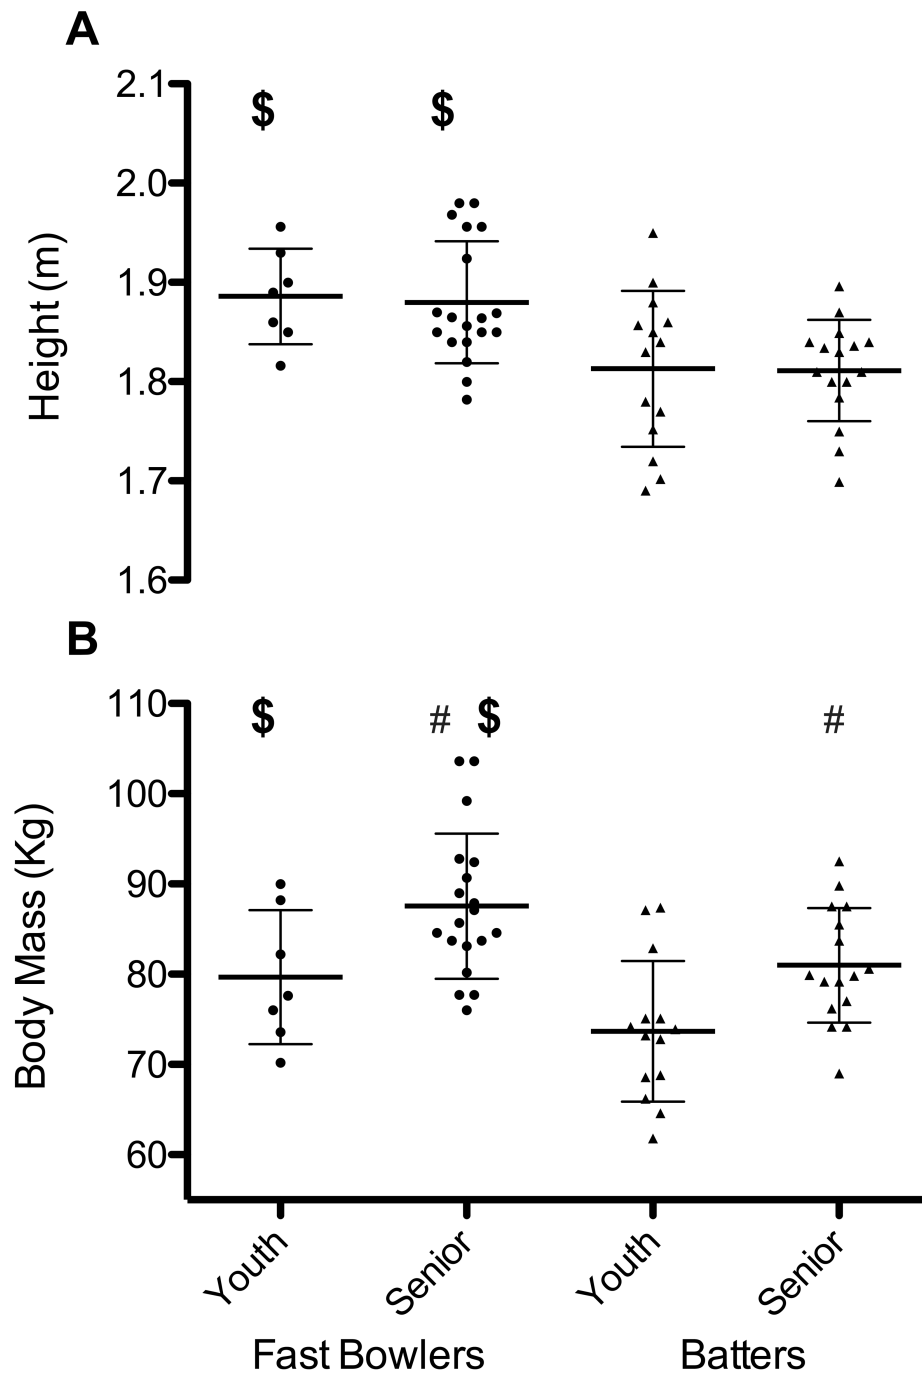 A
2.1
$ $
2.0
1.9
1.8
1.7
1.6
Height (m)
B
110
$ # $ #
100
90
80
70
60
Body Mass (Kg)
Youth Senior Youth Senior
Fast Bowlers Batters